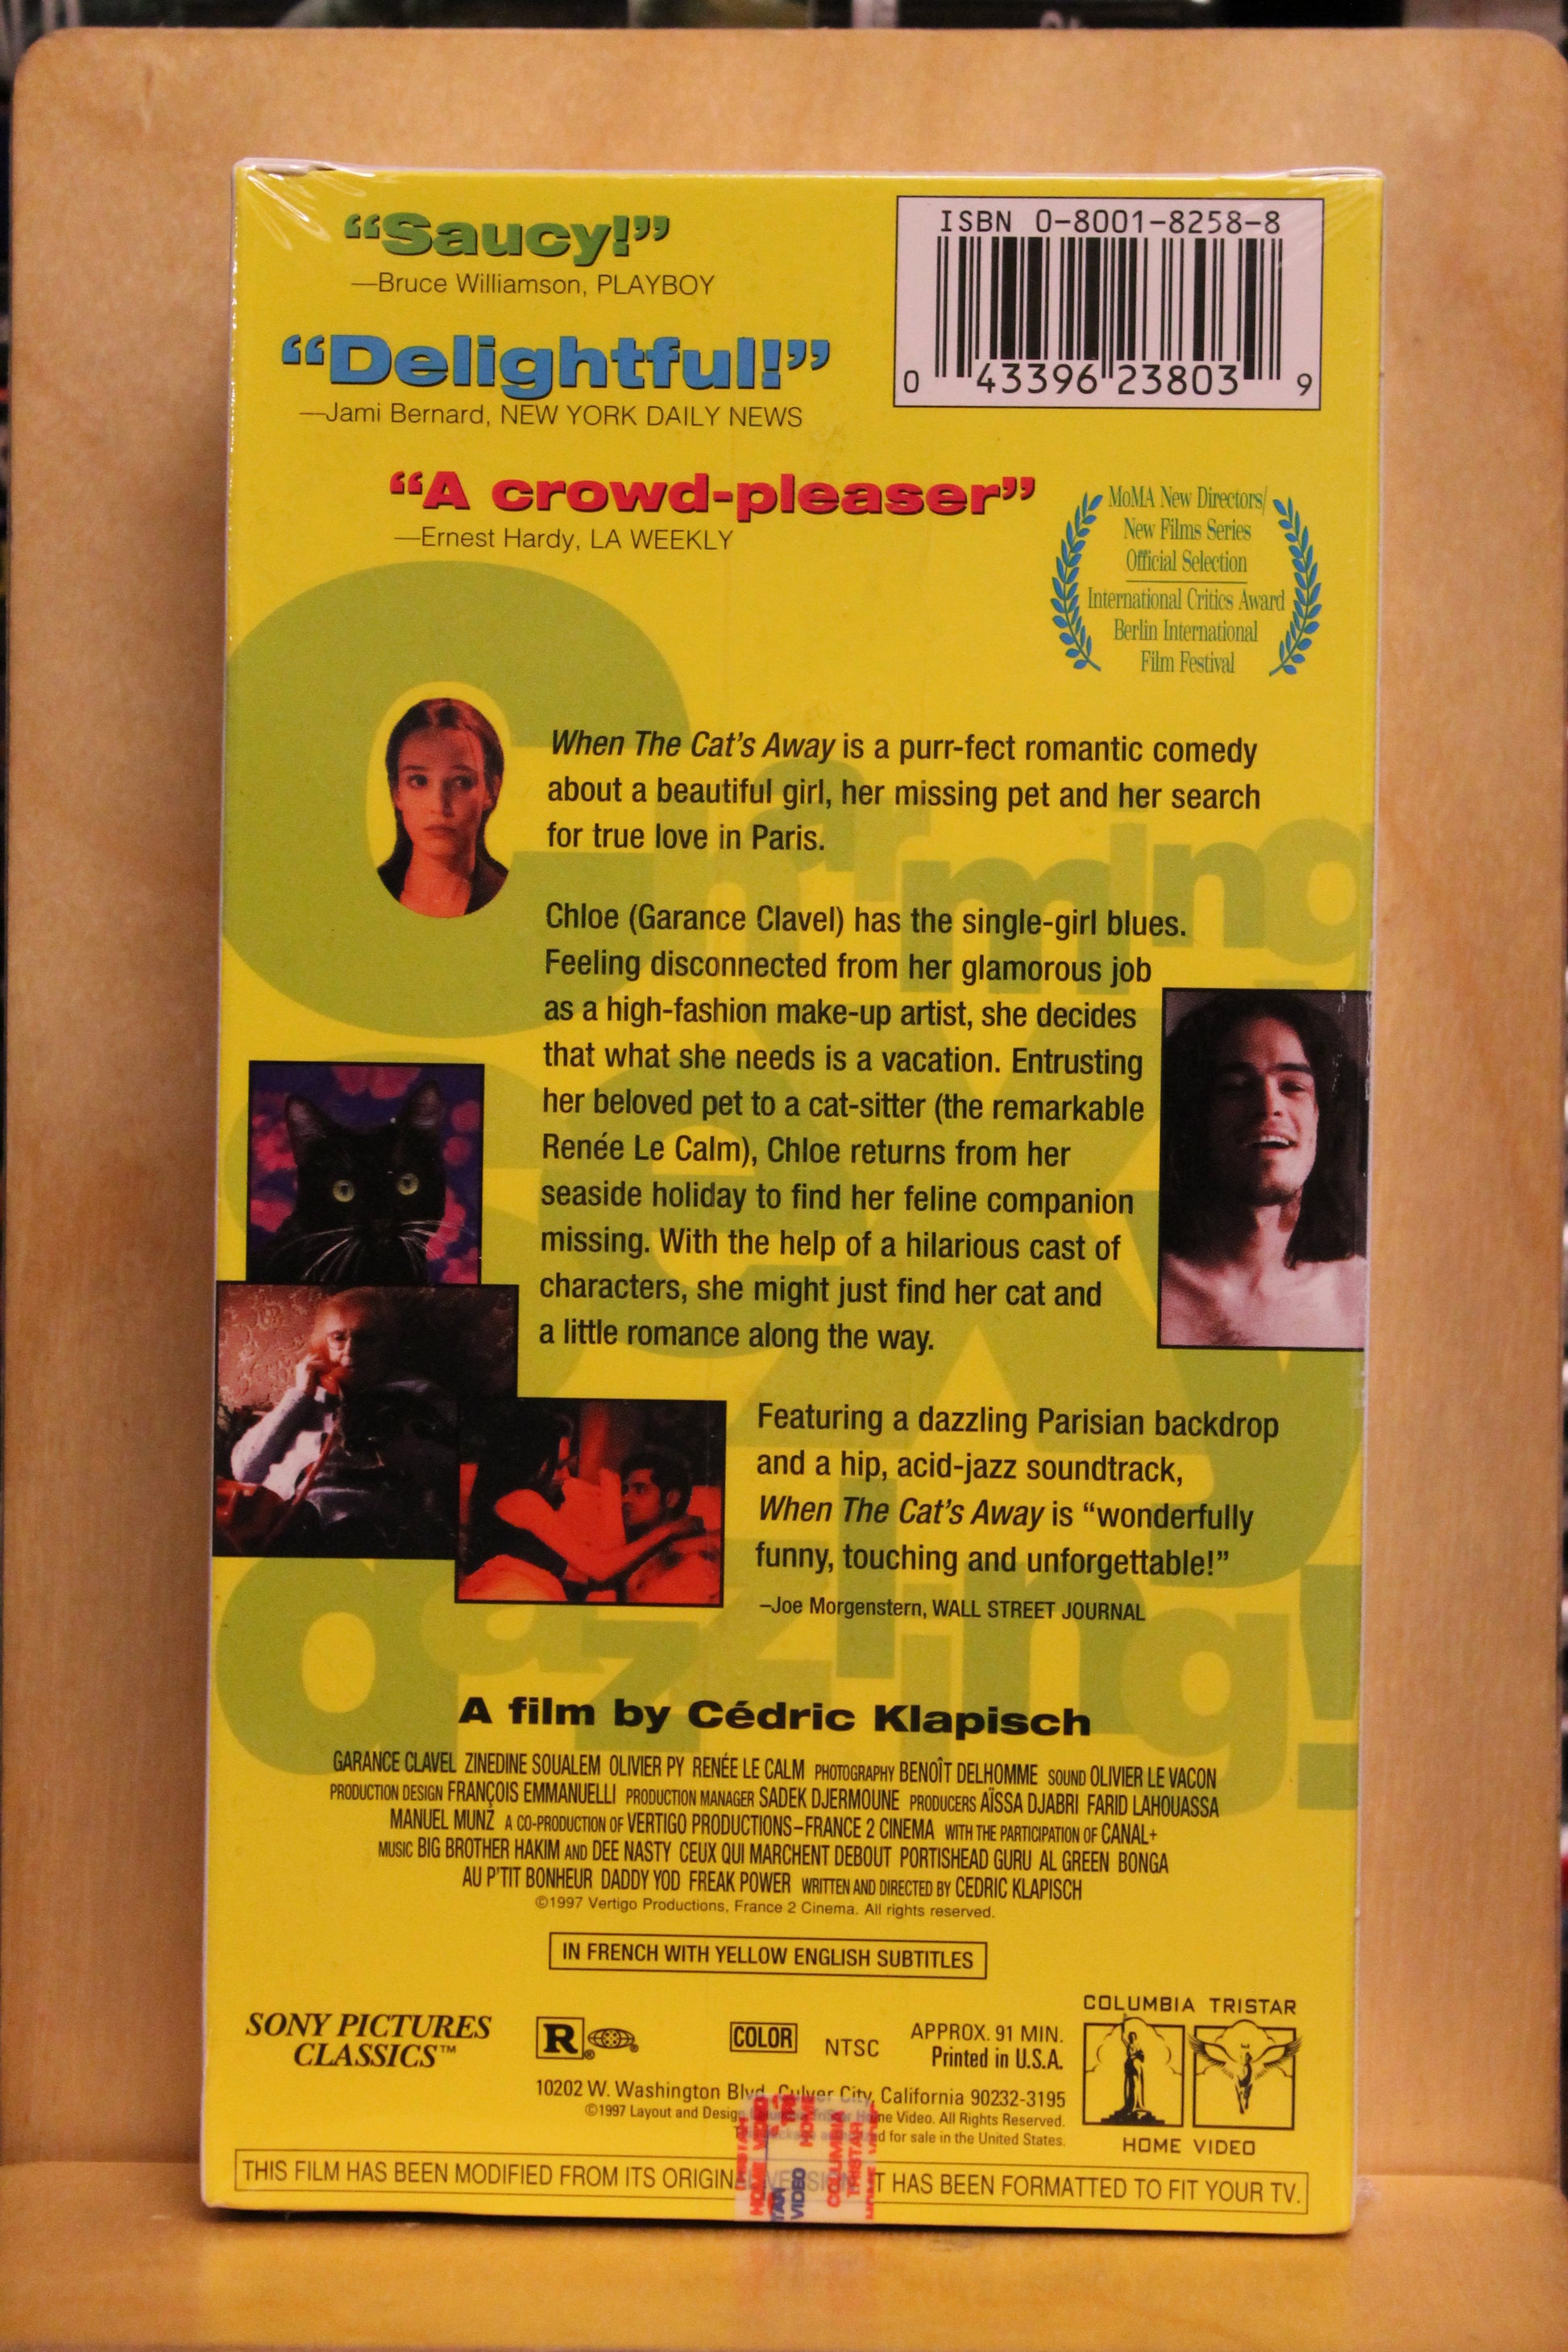 “Saucy!”
—Bruce Williamson, PLAYBOY
“Delightful!”
—Jami Bernard, NEW YORK DAILY NEWS
“A crowd-pleaser”
—Ernest Hardy, LA WEEKLY
ISBN 0-8001-8258-8
0 43396 23803 9
MoMA New Directors/
New Films Series
Official Selection
International Critics Award
Berlin International
Film Festival
Charming
sexy
dazzling!
When The Cat's Away is a purr-fect romantic comedy
about a beautiful girl, her missing pet and her search
for true love in Paris.
Chloe (Garance Clavel) has the single-girl blues.
Feeling disconnected from her glamorous job
as a high-fashion make-up artist, she decides
that what she needs is a vacation. Entrusting
her beloved pet to a cat-sitter (the remarkable
Renée Le Calm), Chloe returns from her
seaside holiday to find her feline companion
missing. With the help of a hilarious cast of
characters, she might just find her cat and
a little romance along the way.
Featuring a dazzling Parisian backdrop
and a hip, acid-jazz soundtrack,
When The Cat's Away is “wonderfully
funny, touching and unforgettable!”
–Joe Morgenstern, WALL STREET JOURNAL
A film by Cédric Klapisch
GARANCE CLAVEL ZINEDINE SOUALEM OLIVIER PY RENÉE LE CALM PHOTOGRAPHY BENOÎT DELHOMME SOUND OLIVIER LE VACON
PRODUCTION DESIGN FRANÇOIS EMMANUELLI PRODUCTION MANAGER SADEK DJERMOUNE PRODUCERS AÏSSA DJABRI FARID LAHOUASSA
MANUEL MUNZ A CO-PRODUCTION OF VERTIGO PRODUCTIONS–FRANCE 2 CINEMA WITH THE PARTICIPATION OF CANAL+
MUSIC BIG BROTHER HAKIM AND DEE NASTY CEUX QUI MARCHENT DEBOUT PORTISHEAD GURU AL GREEN BONGA
AU P'TIT BONHEUR DADDY YOD FREAK POWER WRITTEN AND DIRECTED BY CEDRIC KLAPISCH
©1997 Vertigo Productions, France 2 Cinema. All rights reserved.
IN FRENCH WITH YELLOW ENGLISH SUBTITLES
SONY PICTURES
CLASSICS™
R®
COLOR
NTSC
APPROX. 91 MIN.
Printed in U.S.A.
10202 W. Washington Blvd. Culver City, California 90232-3195
©1997 Layout and Design Home Video. All Rights Reserved.
for sale in the United States.
COLUMBIA TRISTAR
HOME VIDEO
HOME VIDEO
VIDEO
HOME
COLUMBIA
TRISTAR
THIS FILM HAS BEEN MODIFIED FROM ITS ORIGINAL VERSION. IT HAS BEEN FORMATTED TO FIT YOUR TV.